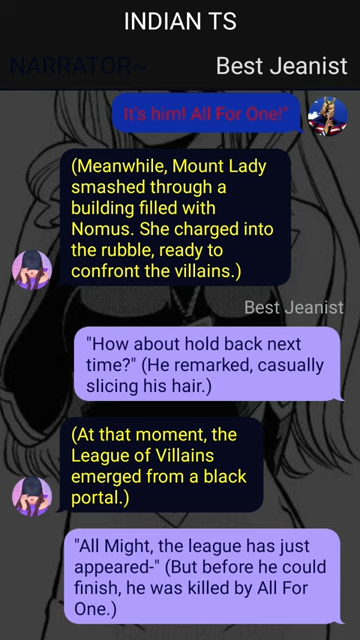 INDIAN TS
NARRATOR~
Best Jeanist
It's him! All For One!"
(Meanwhile, Mount Lady
smashed through a
building filled with
Nomus. She charged into
the rubble, ready to
confront the villains.)
Best Jeanist
"How about hold back next
time?" (He remarked, casually
slicing his hair.)
(At that moment, the
League of Villains
emerged from a black
portal.)
"All Might, the league has just
appeared-" (But before he could
finish, he was killed by All For
One.)